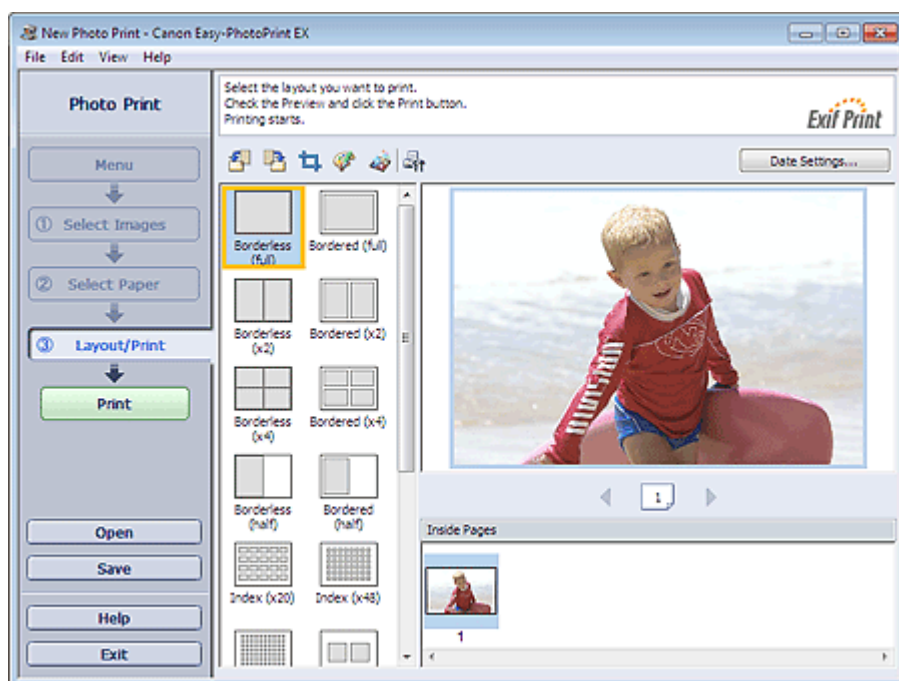 New Photo Print - Canon Easy-PhotoPrint EX
File Edit View Help
Photo Print
Select the layout you want to print.
Check the Preview and click the Print button.
Printing starts.
Exif Print
Menu
Date Settings...
① Select Images
② Select Paper
③ Layout/Print
Print
Open
Save
Help
Exit
Borderless (full)
Bordered (full)
Borderless (x2)
Bordered (x2)
Borderless (x4)
Bordered (x4)
Borderless (half)
Bordered (half)
Index (x20)
Index (x48)
1
Inside Pages
1